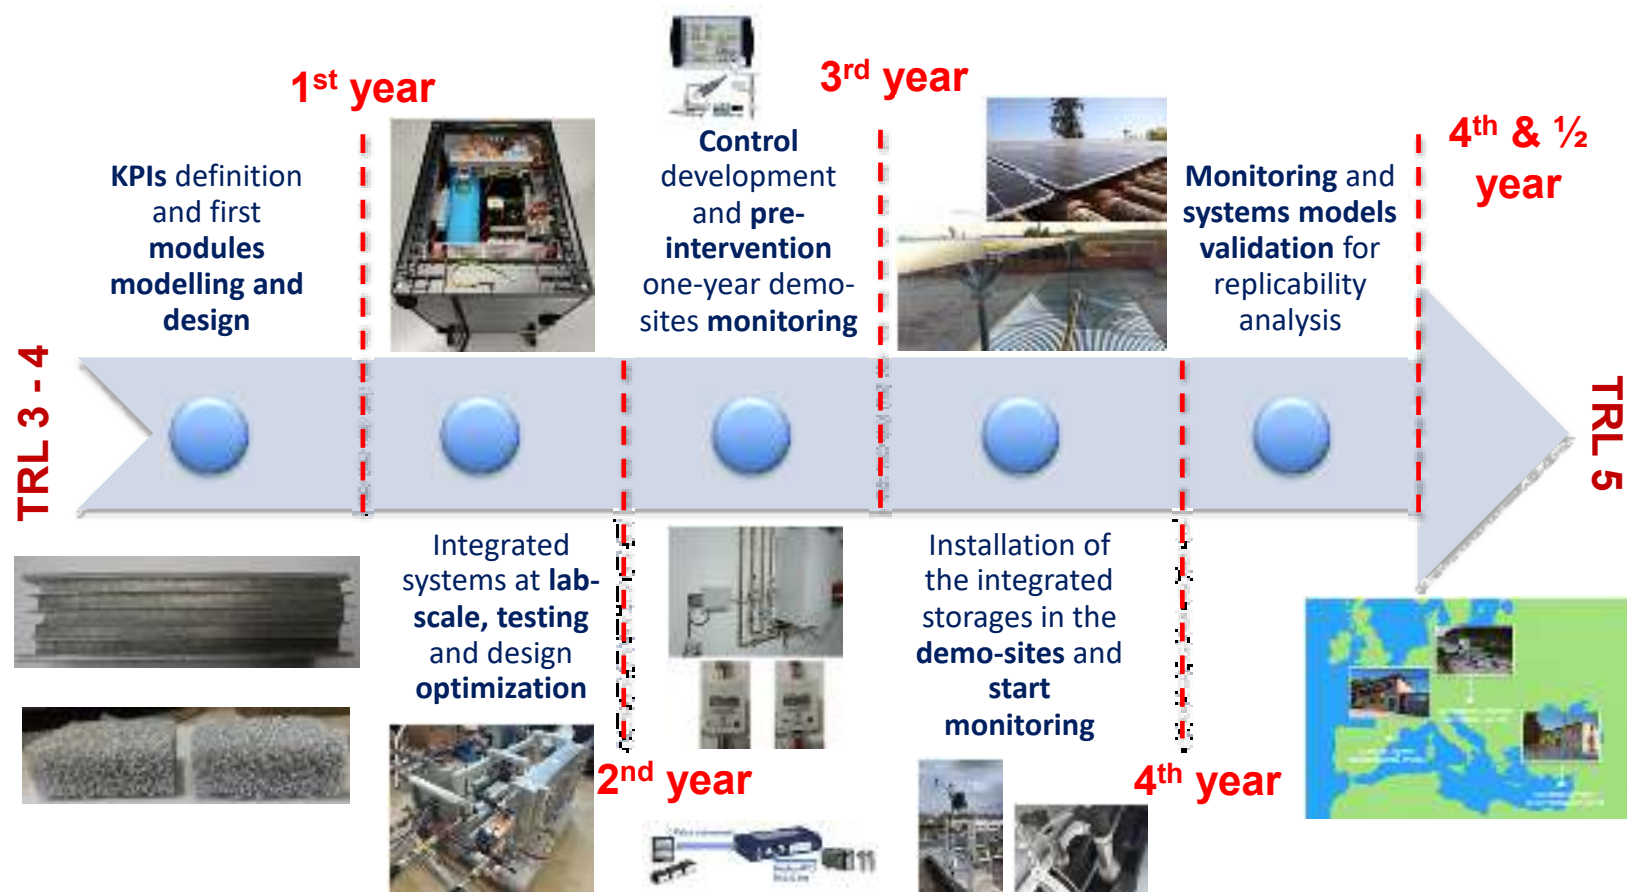 1st year
3rd year
4th & ½
year
KPIs definition
and first
modules
modelling and
design
Control
development
and pre-
intervention
one-year demo-
sites monitoring
Monitoring and
systems models
validation for
replicability
analysis
TRL 3 - 4
TRL 5
Integrated
systems at lab-
scale, testing
and design
optimization
Installation of
the integrated
storages in the
demo-sites and
start
monitoring
2nd year
4th year